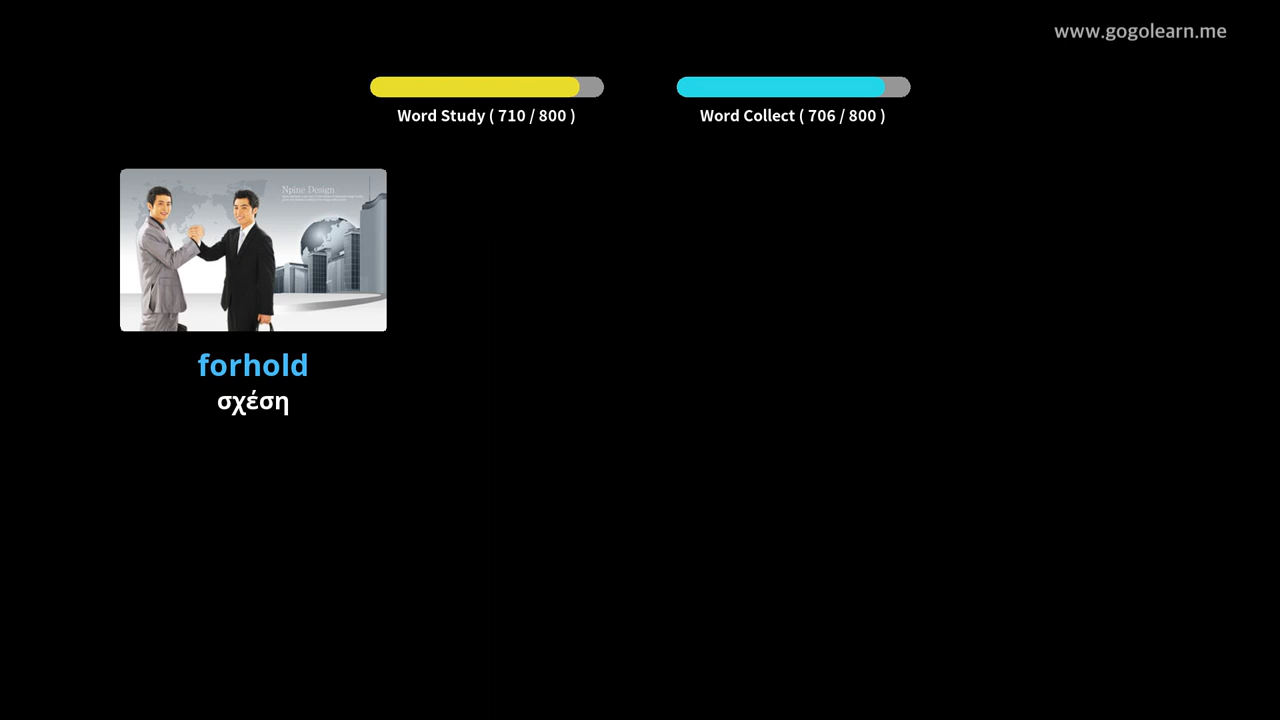 www.gogolearn.me
Word Study ( 710 / 800 )
Word Collect ( 706 / 800 )
Npine Design
forhold
σχέση